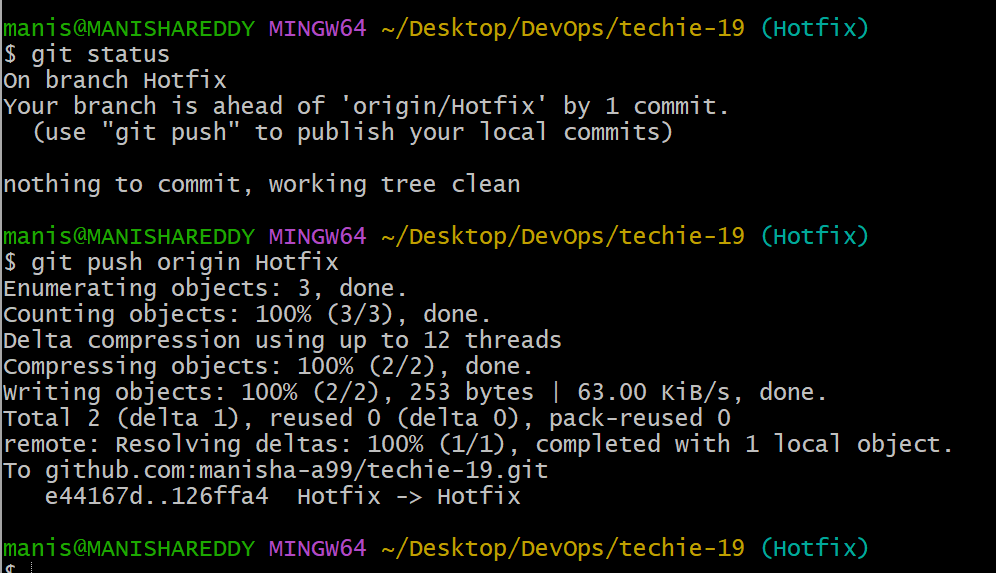 manis@MANISHAREDDY MINGW64 ~/Desktop/DevOps/techie-19 (Hotfix)
$ git status
On branch Hotfix
Your branch is ahead of 'origin/Hotfix' by 1 commit.
  (use "git push" to publish your local commits)

nothing to commit, working tree clean

manis@MANISHAREDDY MINGW64 ~/Desktop/DevOps/techie-19 (Hotfix)
$ git push origin Hotfix
Enumerating objects: 3, done.
Counting objects: 100% (3/3), done.
Delta compression using up to 12 threads
Compressing objects: 100% (2/2), done.
Writing objects: 100% (2/2), 253 bytes | 63.00 KiB/s, done.
Total 2 (delta 1), reused 0 (delta 0), pack-reused 0
remote: Resolving deltas: 100% (1/1), completed with 1 local object.
To github.com:manisha-a99/techie-19.git
   e44167d..126ffa4  Hotfix -> Hotfix

manis@MANISHAREDDY MINGW64 ~/Desktop/DevOps/techie-19 (Hotfix)
$